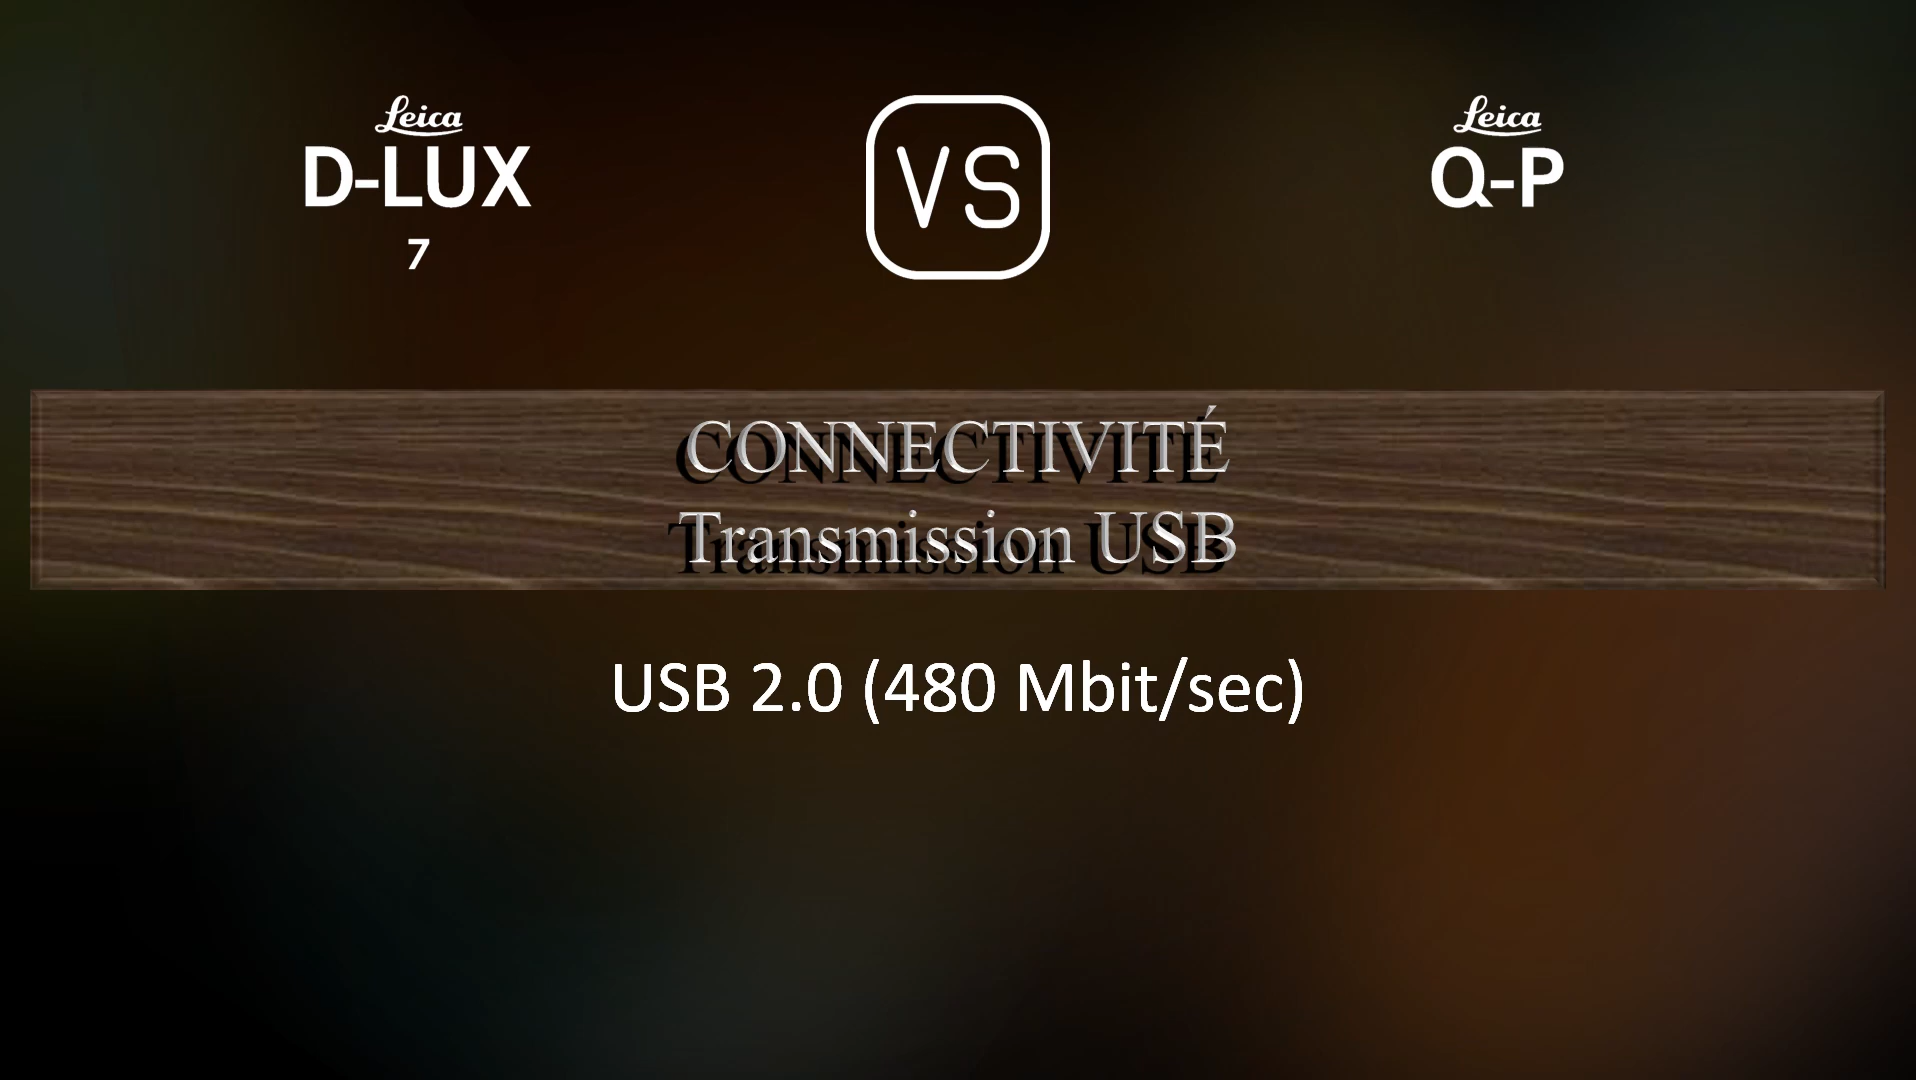 Leica
D-LUX
7
VS
Leica
Q-P
CONNECTIVITÉ
Transmission USB
USB 2.0 (480 Mbit/sec)